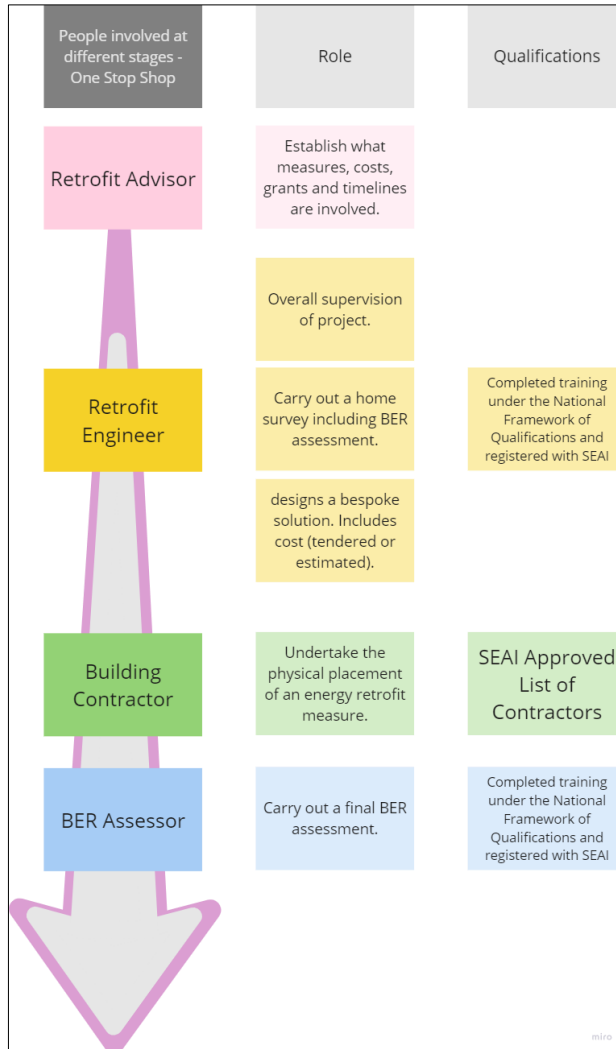 People involved at
different stages -
One Stop Shop
Role
Qualifications
Retrofit Advisor
Establish what
measures, costs,
grants and timelines
are involved.
Overall supervision
of project.
Retrofit
Engineer
Carry out a home
survey including BER
assessment.
Completed training
under the National
Framework of
Qualifications and
registered with SEAI
designs a bespoke
solution. Includes
cost (tendered or
estimated).
Building
Contractor
Undertake the
physical placement
of an energy retrofit
measure.
SEAI Approved
List of
Contractors
BER Assessor
Carry out a final BER
assessment.
Completed training
under the National
Framework of
Qualifications and
registered with SEAI
miro